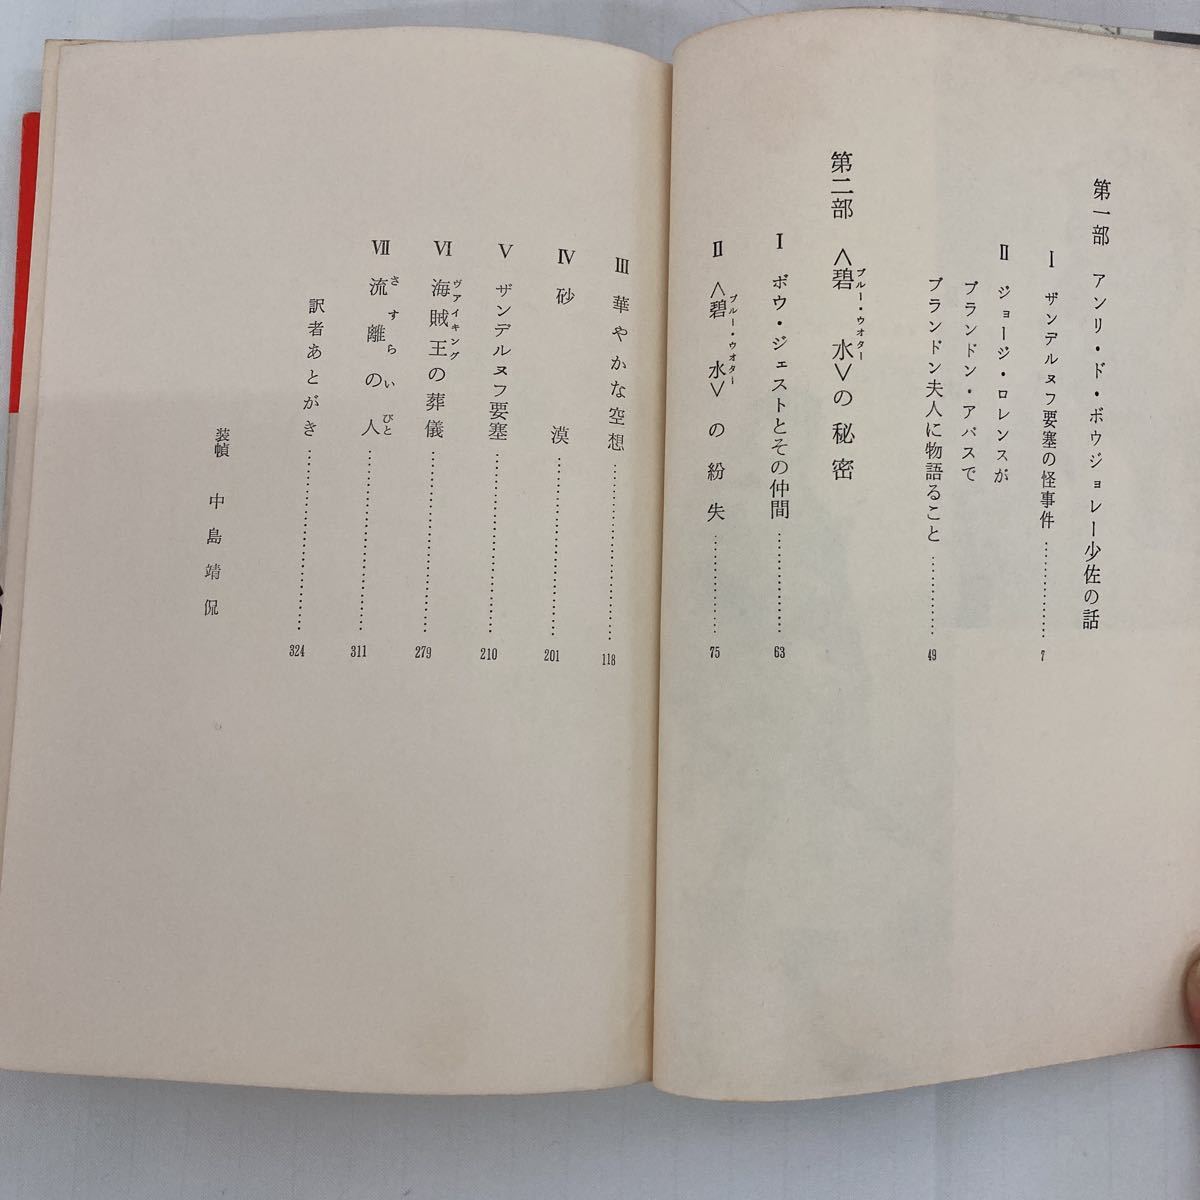 第一部 アンリ・ド・ボウジョレー少佐の話
Ⅰ ザンデルヌフ要塞の怪事件…………7
Ⅱ ジョージ・ロレンスが
ブランドン・アバスで
ブランドン夫人に物語ること…………49
第二部 <碧水>の秘密
ブルー・ウオター
Ⅰ ボウ・ジェストとその仲間…………63
Ⅱ <碧水>の紛失…………75
ブルー・ウオター
Ⅲ 華やかな空想…………118
Ⅳ 砂漠…………201
Ⅴ ザンデルヌフ要塞…………210
Ⅵ 海賊王の葬儀…………279
ヴァイキング
Ⅶ 流離の人…………311
さすらいびと
訳者あとがき…………324
装幀 中島靖侃